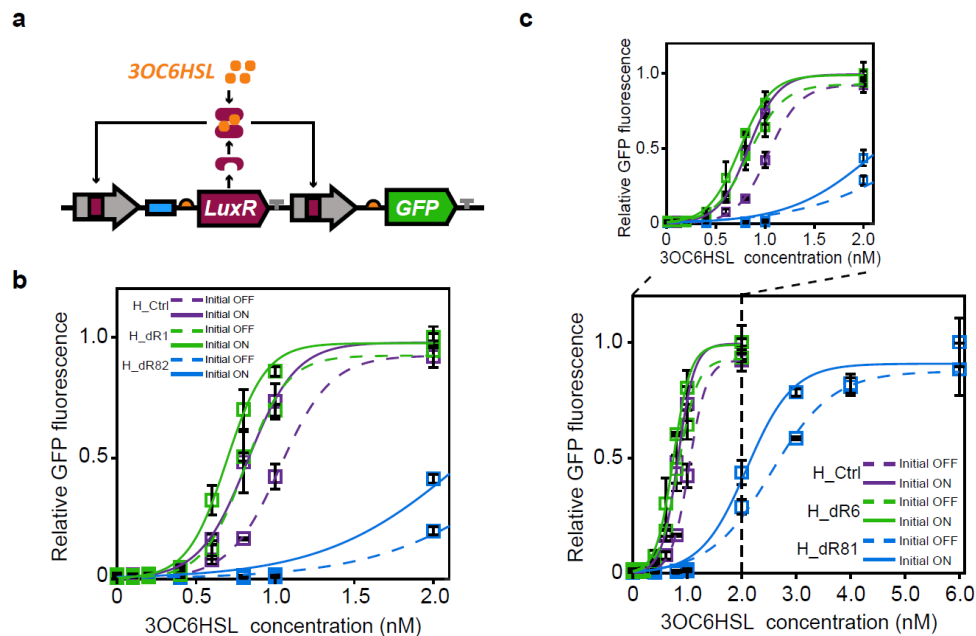 a
3OC6HSL
LuxR
GFP
b
Relative GFP fluorescence
1.0
0.5
0
H_Ctrl
Initial OFF
Initial ON
H_dR1
Initial OFF
Initial ON
H_dR82
Initial OFF
Initial ON
0 0.5 1.0 1.5 2.0
3OC6HSL concentration (nM)
c
Relative GFP fluorescence
1.0
0.5
0
0 0.5 1.0 1.5 2.0
3OC6HSL concentration (nM)
Relative GFP fluorescence
1.0
0.5
0
H_Ctrl
Initial OFF
Initial ON
H_dR6
Initial OFF
Initial ON
H_dR81
Initial OFF
Initial ON
0 1.0 2.0 3.0 4.0 5.0 6.0
3OC6HSL concentration (nM)